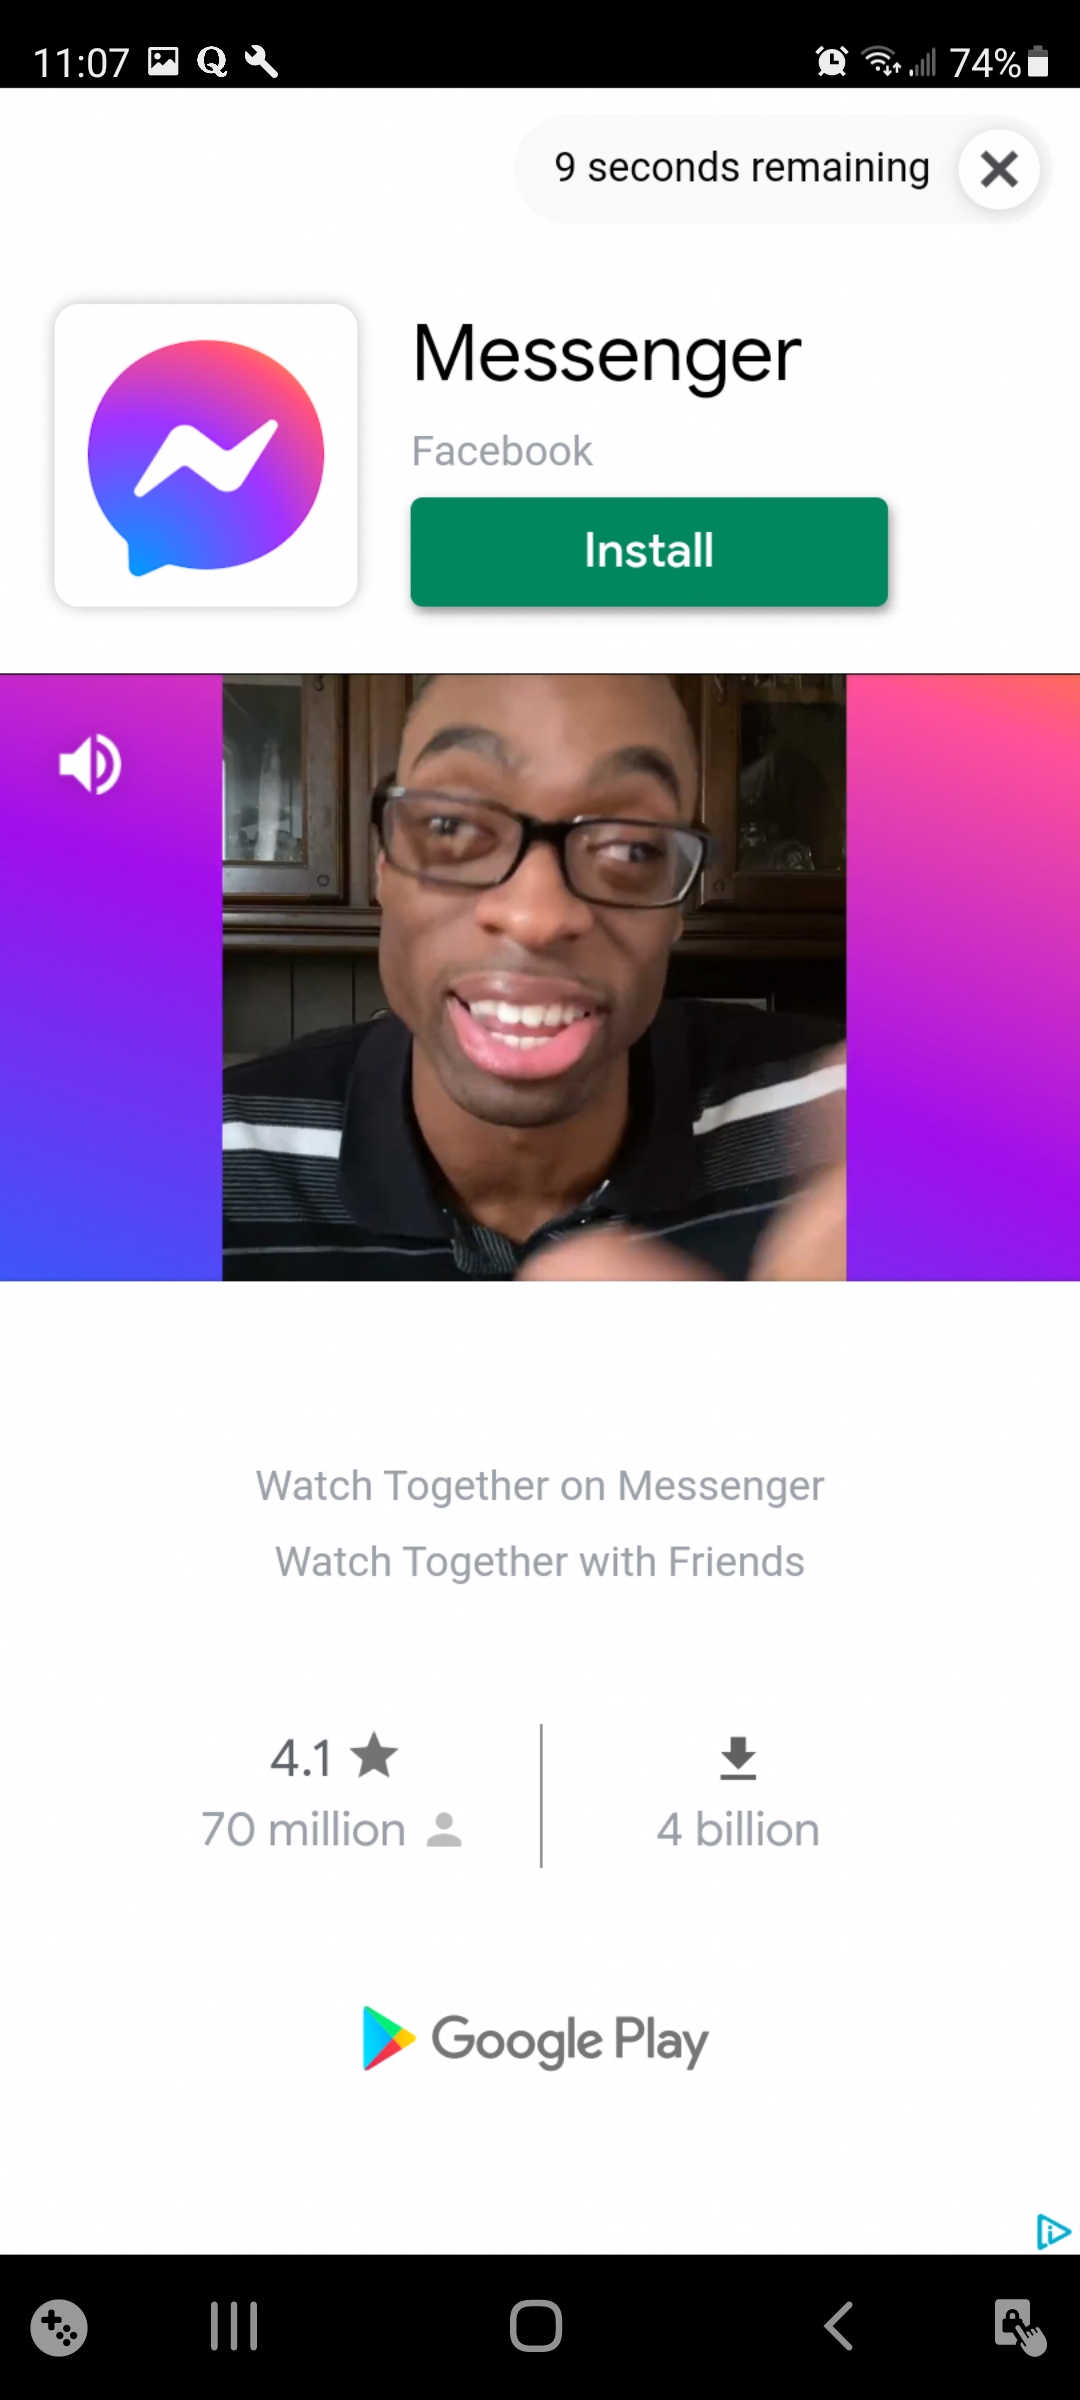 11:07 74%
9 seconds remaining
Messenger
Facebook
Install
Watch Together on Messenger
Watch Together with Friends
4.1
70 million
4 billion
Google Play